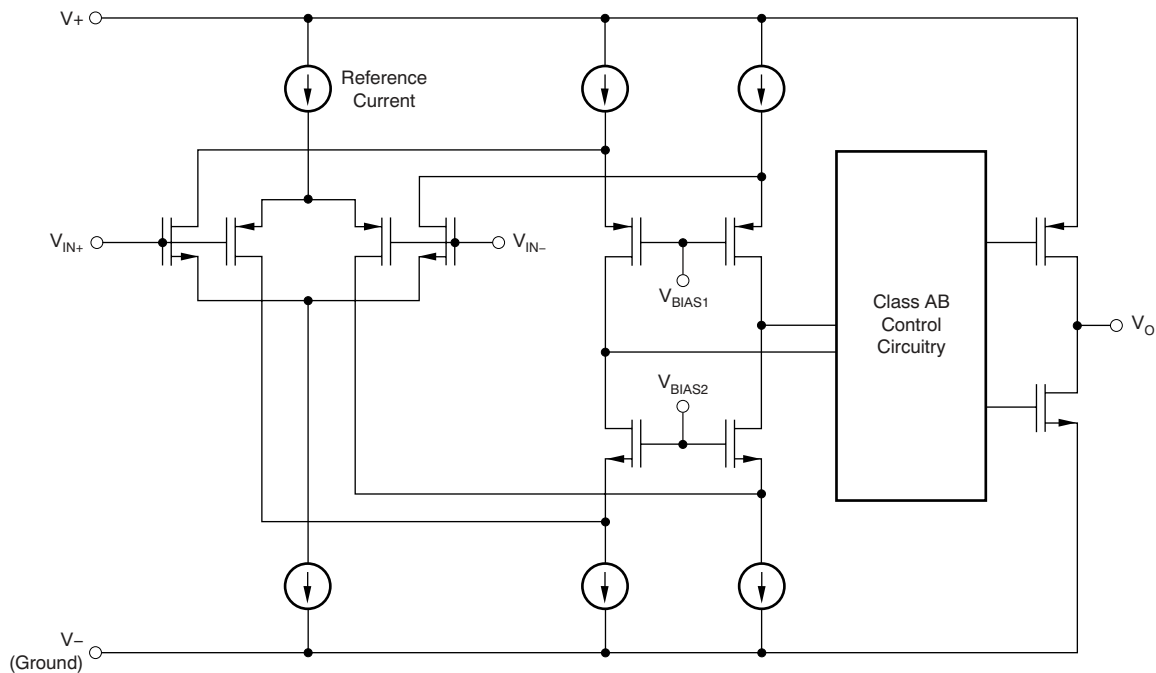 V+
Reference
Current
V_IN+
V_IN−
V_BIAS1
Class AB
Control
Circuitry
V_O
V_BIAS2
V−
(Ground)